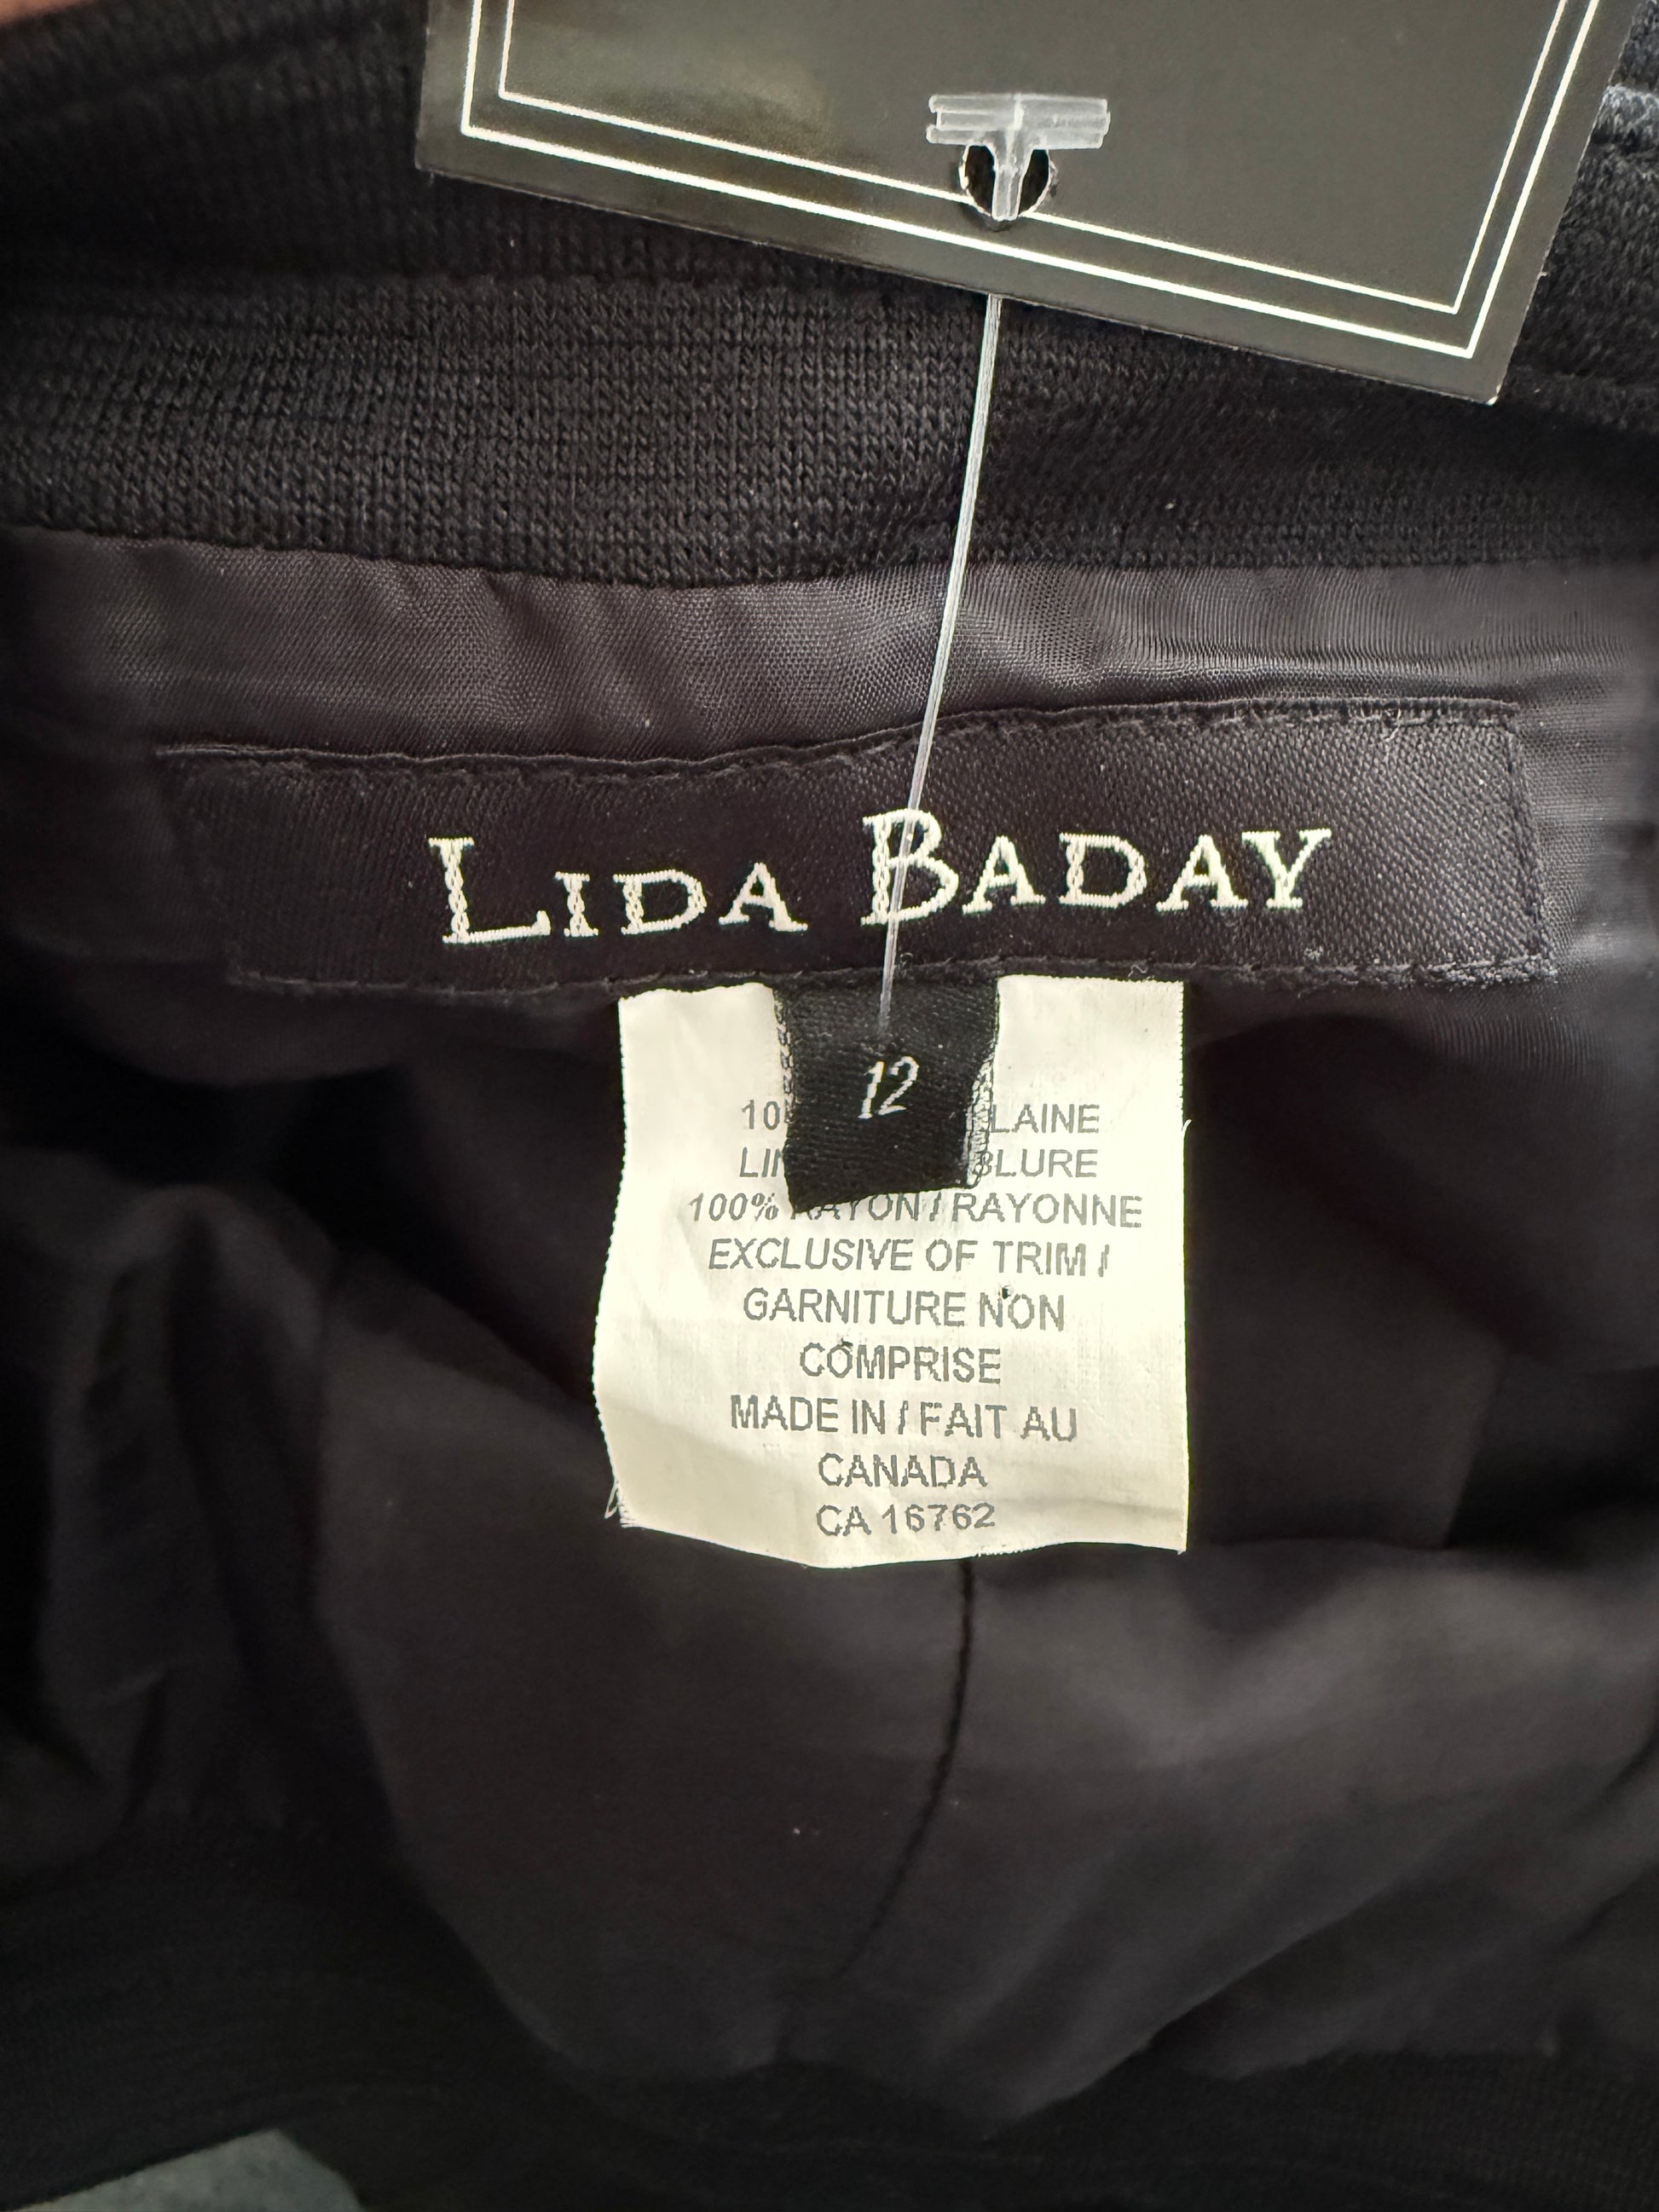 LIDA BADAY
12
LAINE
100% RAYON / RAYONNE
EXCLUSIVE OF TRIM /
GARNITURE NON
COMPRISE
MADE IN / FAIT AU
CANADA
CA 16762